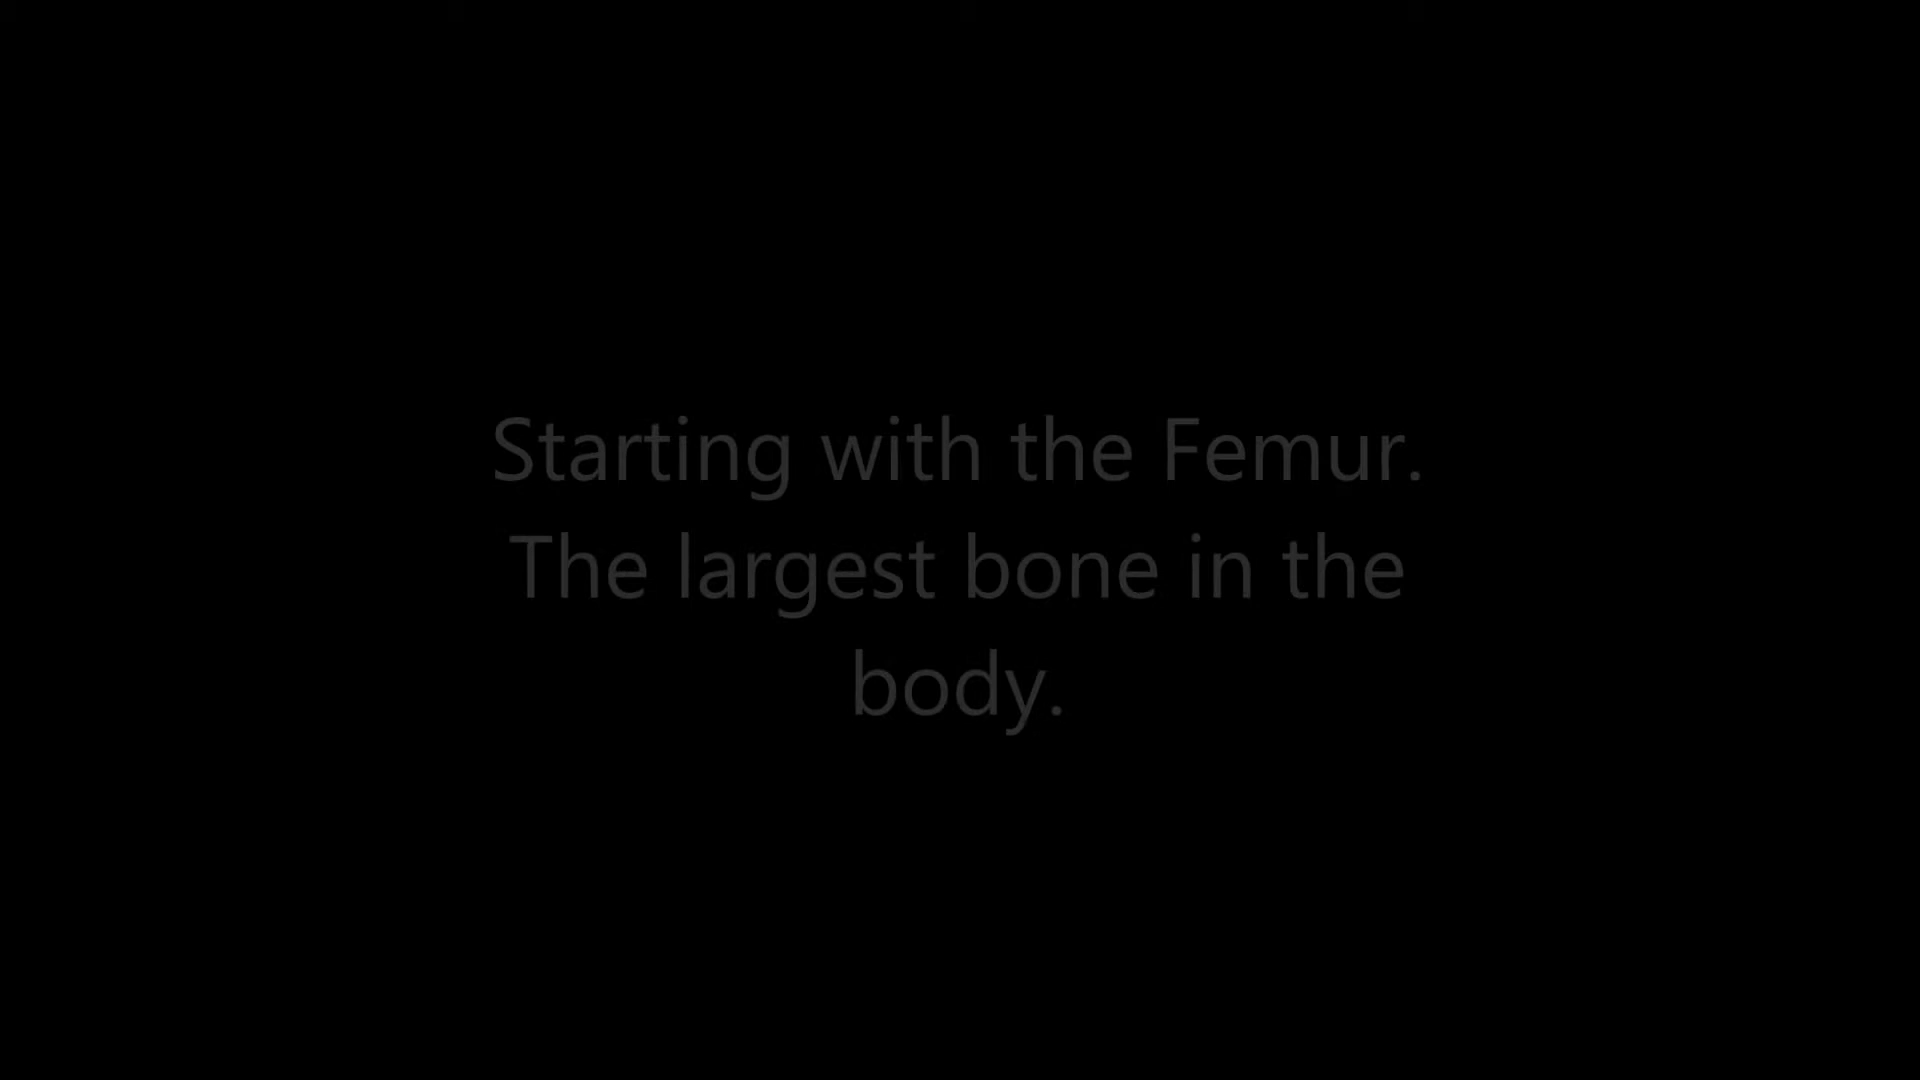 Starting with the Femur.
The largest bone in the
body.